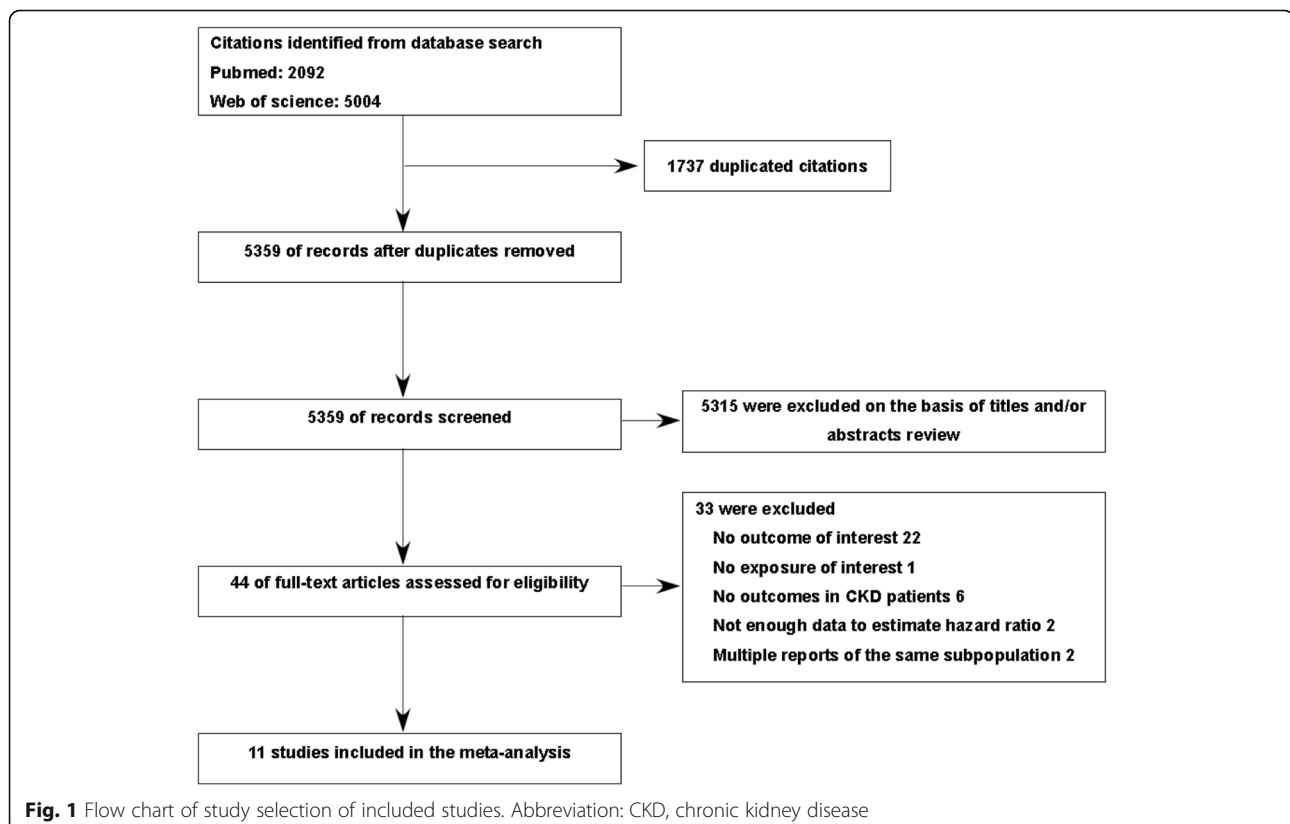 Citations identified from database search
Pubmed: 2092
Web of science: 5004
1737 duplicated citations
5359 of records after duplicates removed
5359 of records screened
5315 were excluded on the basis of titles and/or
abstracts review
44 of full-text articles assessed for eligibility
33 were excluded
No outcome of interest 22
No exposure of interest 1
No outcomes in CKD patients 6
Not enough data to estimate hazard ratio 2
Multiple reports of the same subpopulation 2
11 studies included in the meta-analysis
Fig. 1 Flow chart of study selection of included studies. Abbreviation: CKD, chronic kidney disease